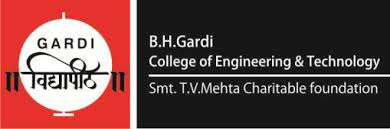 GARDI
॥ विद्यापीठ ॥
B.H.Gardi
College of Engineering & Technology
Smt. T.V.Mehta Charitable foundation